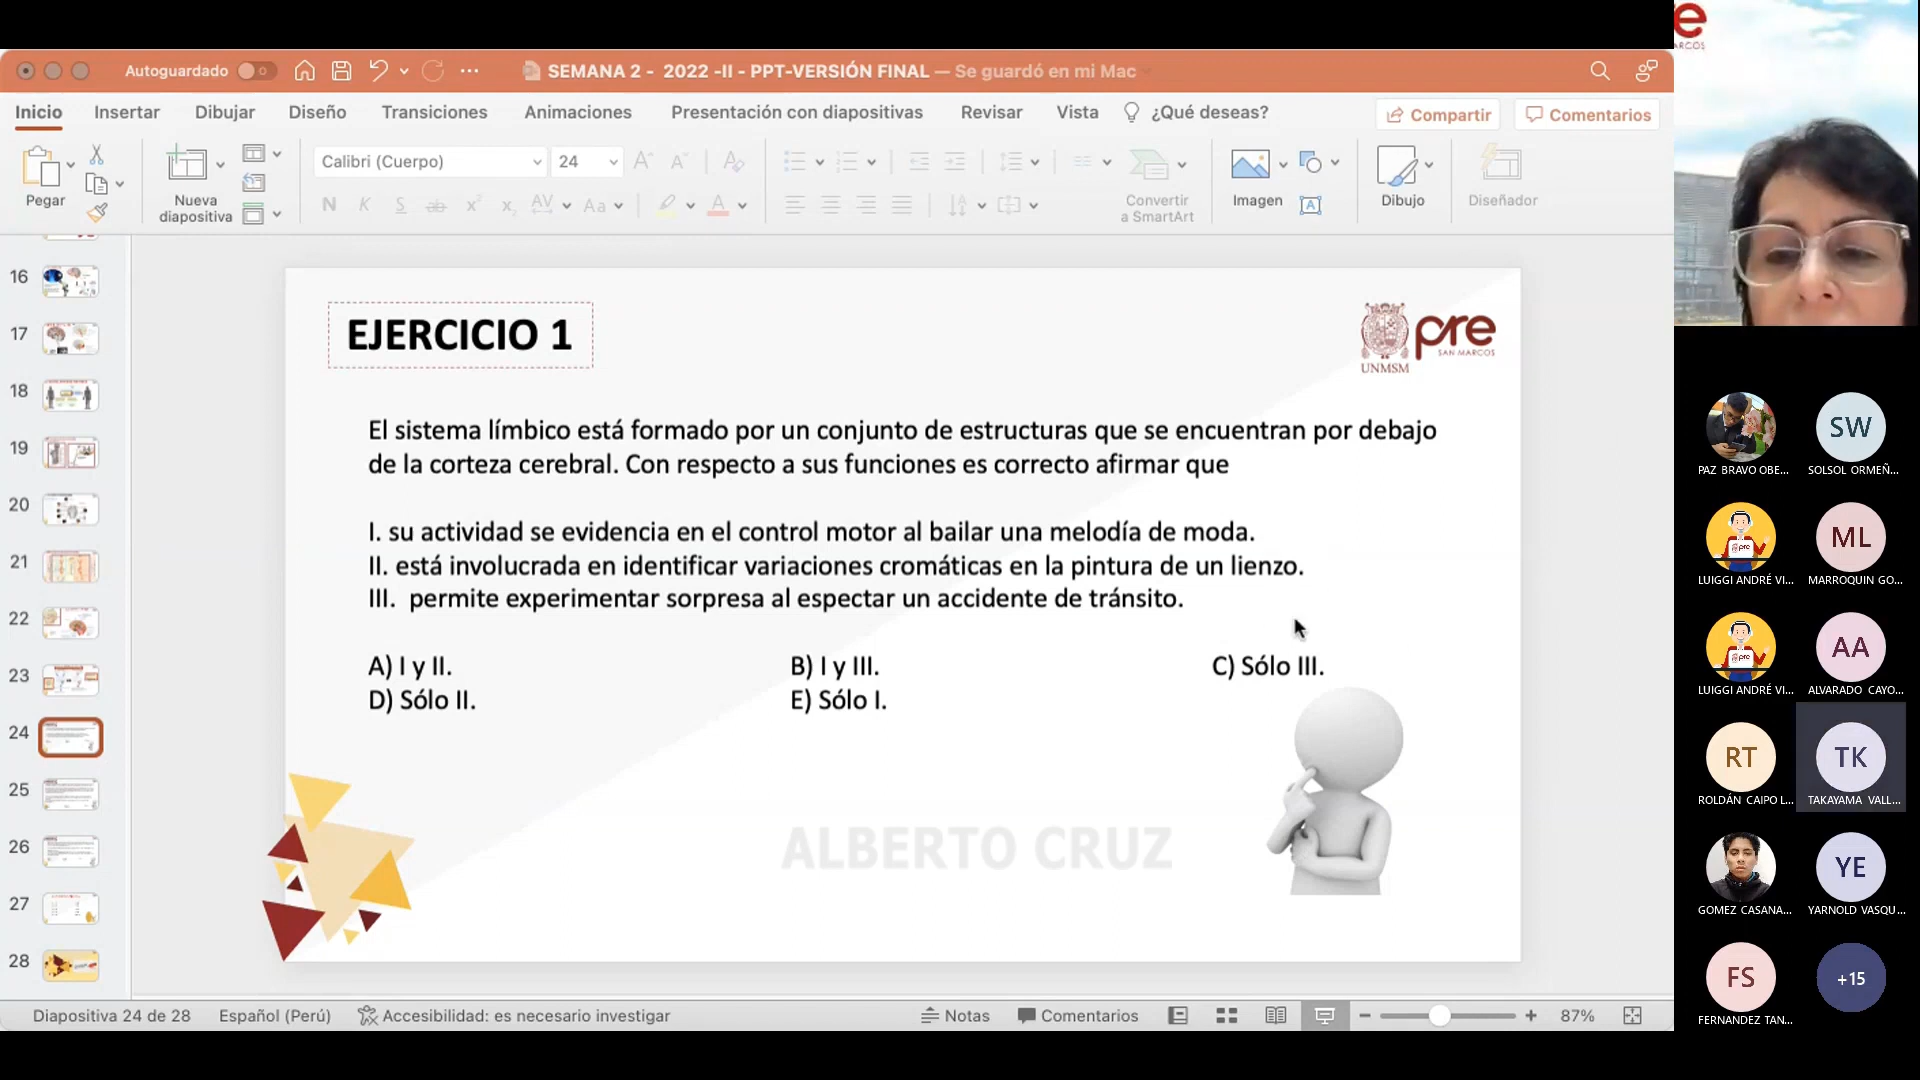 Autoguardado
SEMANA 2 - 2022 -II - PPT-VERSIÓN FINAL — Se guardó en mi Mac
Inicio Insertar Dibujar Diseño Transiciones Animaciones Presentación con diapositivas Revisar Vista ¿Qué deseas? Compartir Comentarios
Calibri (Cuerpo) 24
Pegar
Nueva diapositiva
N K S ab x² x₂ AV Aa A
Convertir a SmartArt
Imagen
Dibujo
Diseñador
16
17
18
19
20
21
22
23
24
25
26
27
28
EJERCICIO 1
UNMSM
pre
SAN MARCOS
El sistema límbico está formado por un conjunto de estructuras que se encuentran por debajo
de la corteza cerebral. Con respecto a sus funciones es correcto afirmar que
I. su actividad se evidencia en el control motor al bailar una melodía de moda.
II. está involucrada en identificar variaciones cromáticas en la pintura de un lienzo.
III. permite experimentar sorpresa al espectar un accidente de tránsito.
A) I y II. B) I y III. C) Sólo III.
D) Sólo II. E) Sólo I.
ALBERTO CRUZ
Diapositiva 24 de 28 Español (Perú) Accesibilidad: es necesario investigar Notas Comentarios 87%
PAZ BRAVO OBE...
SW
SOLSOL ORMEÑ...
LUIGGI ANDRÉ VI...
ML
MARROQUIN GO...
LUIGGI ANDRÉ VI...
AA
ALVARADO CAYO...
RT
ROLDÁN CAIPO L...
TK
TAKAYAMA VALL...
GOMEZ CASANA...
YE
YARNOLD VASQU...
FS
FERNANDEZ TAN...
+15